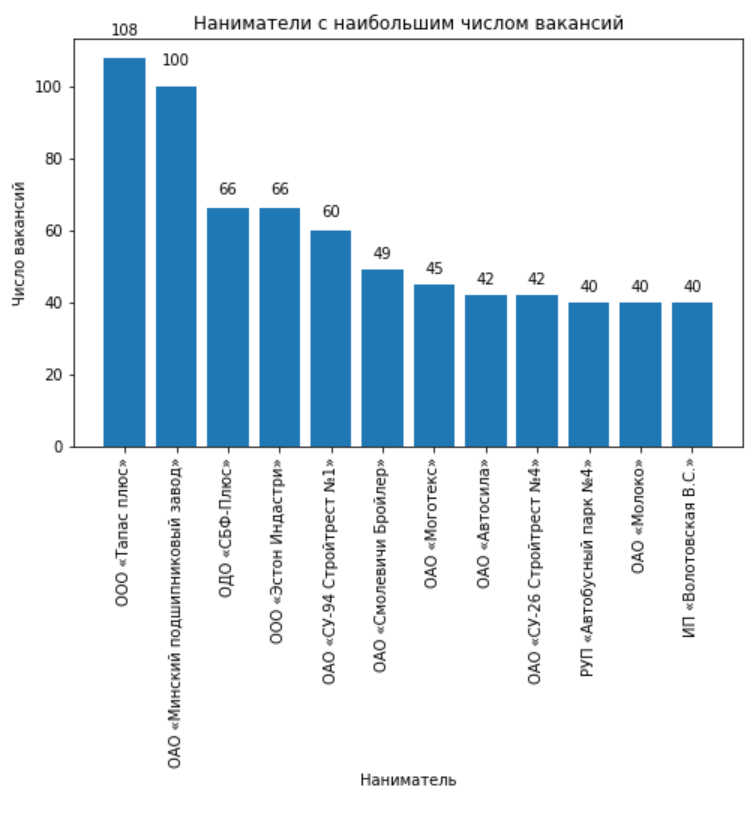 Наниматели с наибольшим числом вакансий
108
100
66
66
60
49
45
42
42
40
40
40
100
80
60
40
20
0
Число вакансий
ООО «Тапас плюс»
ОАО «Минский подшипниковый завод»
ОДО «СБФ-Плюс»
ООО «Эстон Индастри»
ОАО «СУ-94 Стройтрест №1»
ОАО «Смолевичи Бройлер»
ОАО «Моготекс»
ОАО «Автосила»
ОАО «СУ-26 Стройтрест №4»
РУП «Автобусный парк №4»
ОАО «Молоко»
ИП «Волотовская В.С.»
Наниматель